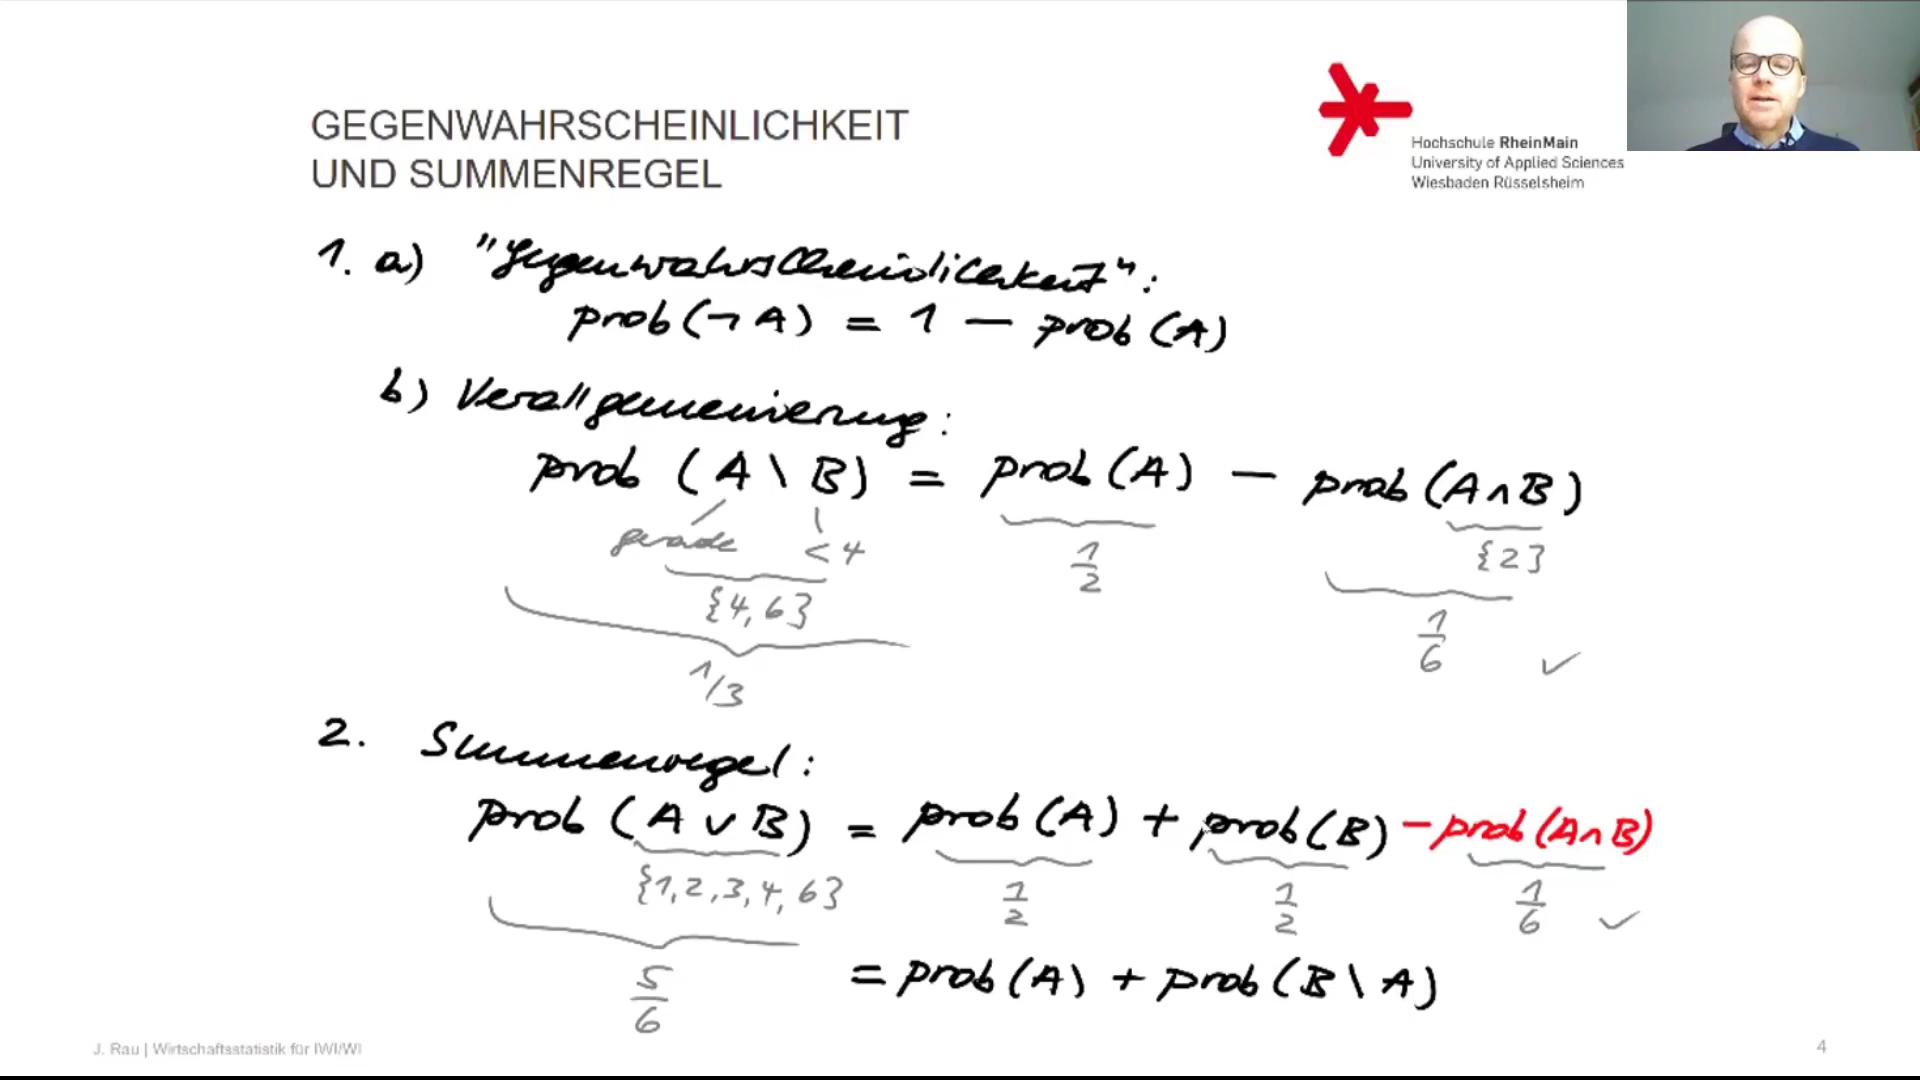 GEGENWAHRSCHEINLICHKEIT
UND SUMMENREGEL
Hochschule RheinMain
University of Applied Sciences
Wiesbaden Rüsselsheim
1. a) "Gegenwahrscheinlichkeit":
prob(¬A) = 1 − prob(A)
b) Verallgemeinerung:
prob (A \ B) = prob(A) − prob(A∧B)
gerade < 4
{4,6}
1/3
1/2
{2}
1/6 ✓
2. Summenregel:
prob (A ∨ B) = prob(A) + prob(B) − prob(A∧B)
{1,2,3,4,6}
5/6
1/2
1/2
1/6 ✓
= prob(A) + prob(B \ A)
J. Rau | Wirtschaftsstatistik für IWI/WI
4